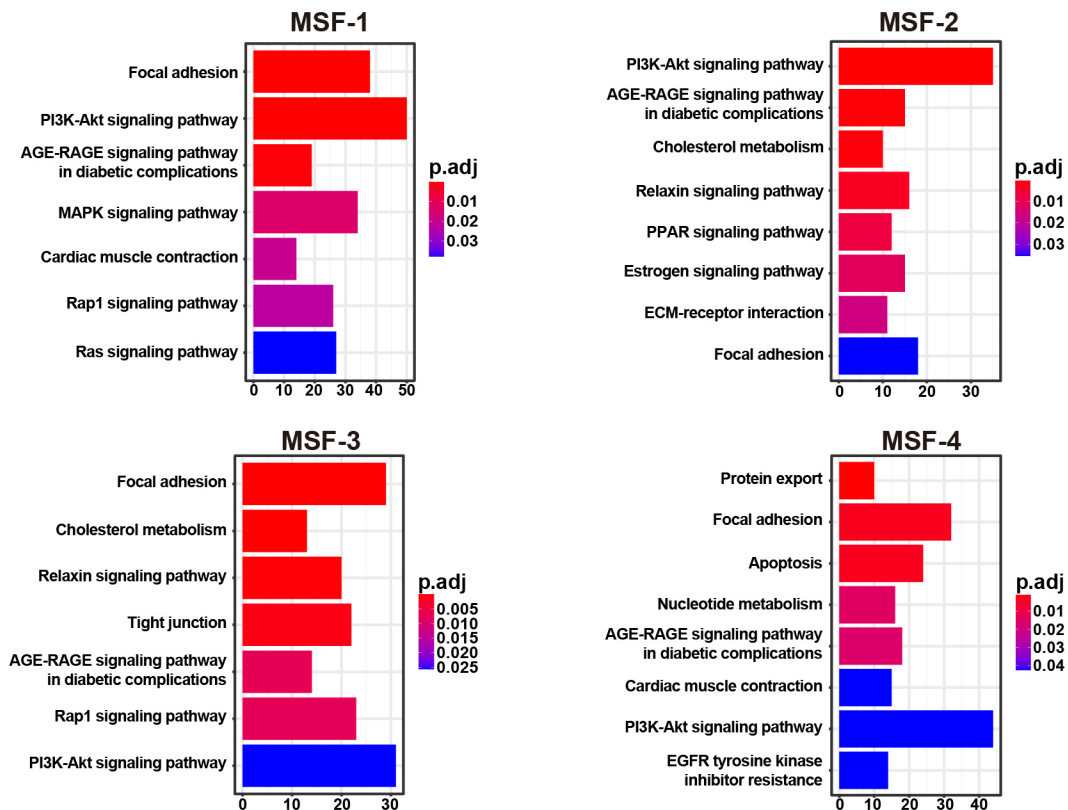 MSF-1
Focal adhesion
PI3K-Akt signaling pathway
AGE-RAGE signaling pathway
in diabetic complications
MAPK signaling pathway
Cardiac muscle contraction
Rap1 signaling pathway
Ras signaling pathway
0 10 20 30 40 50
p.adj
0.01
0.02
0.03
MSF-2
PI3K-Akt signaling pathway
AGE-RAGE signaling pathway
in diabetic complications
Cholesterol metabolism
Relaxin signaling pathway
PPAR signaling pathway
Estrogen signaling pathway
ECM-receptor interaction
Focal adhesion
0 10 20 30
p.adj
0.01
0.02
0.03
MSF-3
Focal adhesion
Cholesterol metabolism
Relaxin signaling pathway
Tight junction
AGE-RAGE signaling pathway
in diabetic complications
Rap1 signaling pathway
PI3K-Akt signaling pathway
0 10 20 30
p.adj
0.005
0.010
0.015
0.020
0.025
MSF-4
Protein export
Focal adhesion
Apoptosis
Nucleotide metabolism
AGE-RAGE signaling pathway
in diabetic complications
Cardiac muscle contraction
PI3K-Akt signaling pathway
EGFR tyrosine kinase
inhibitor resistance
0 10 20 30 40
p.adj
0.01
0.02
0.03
0.04